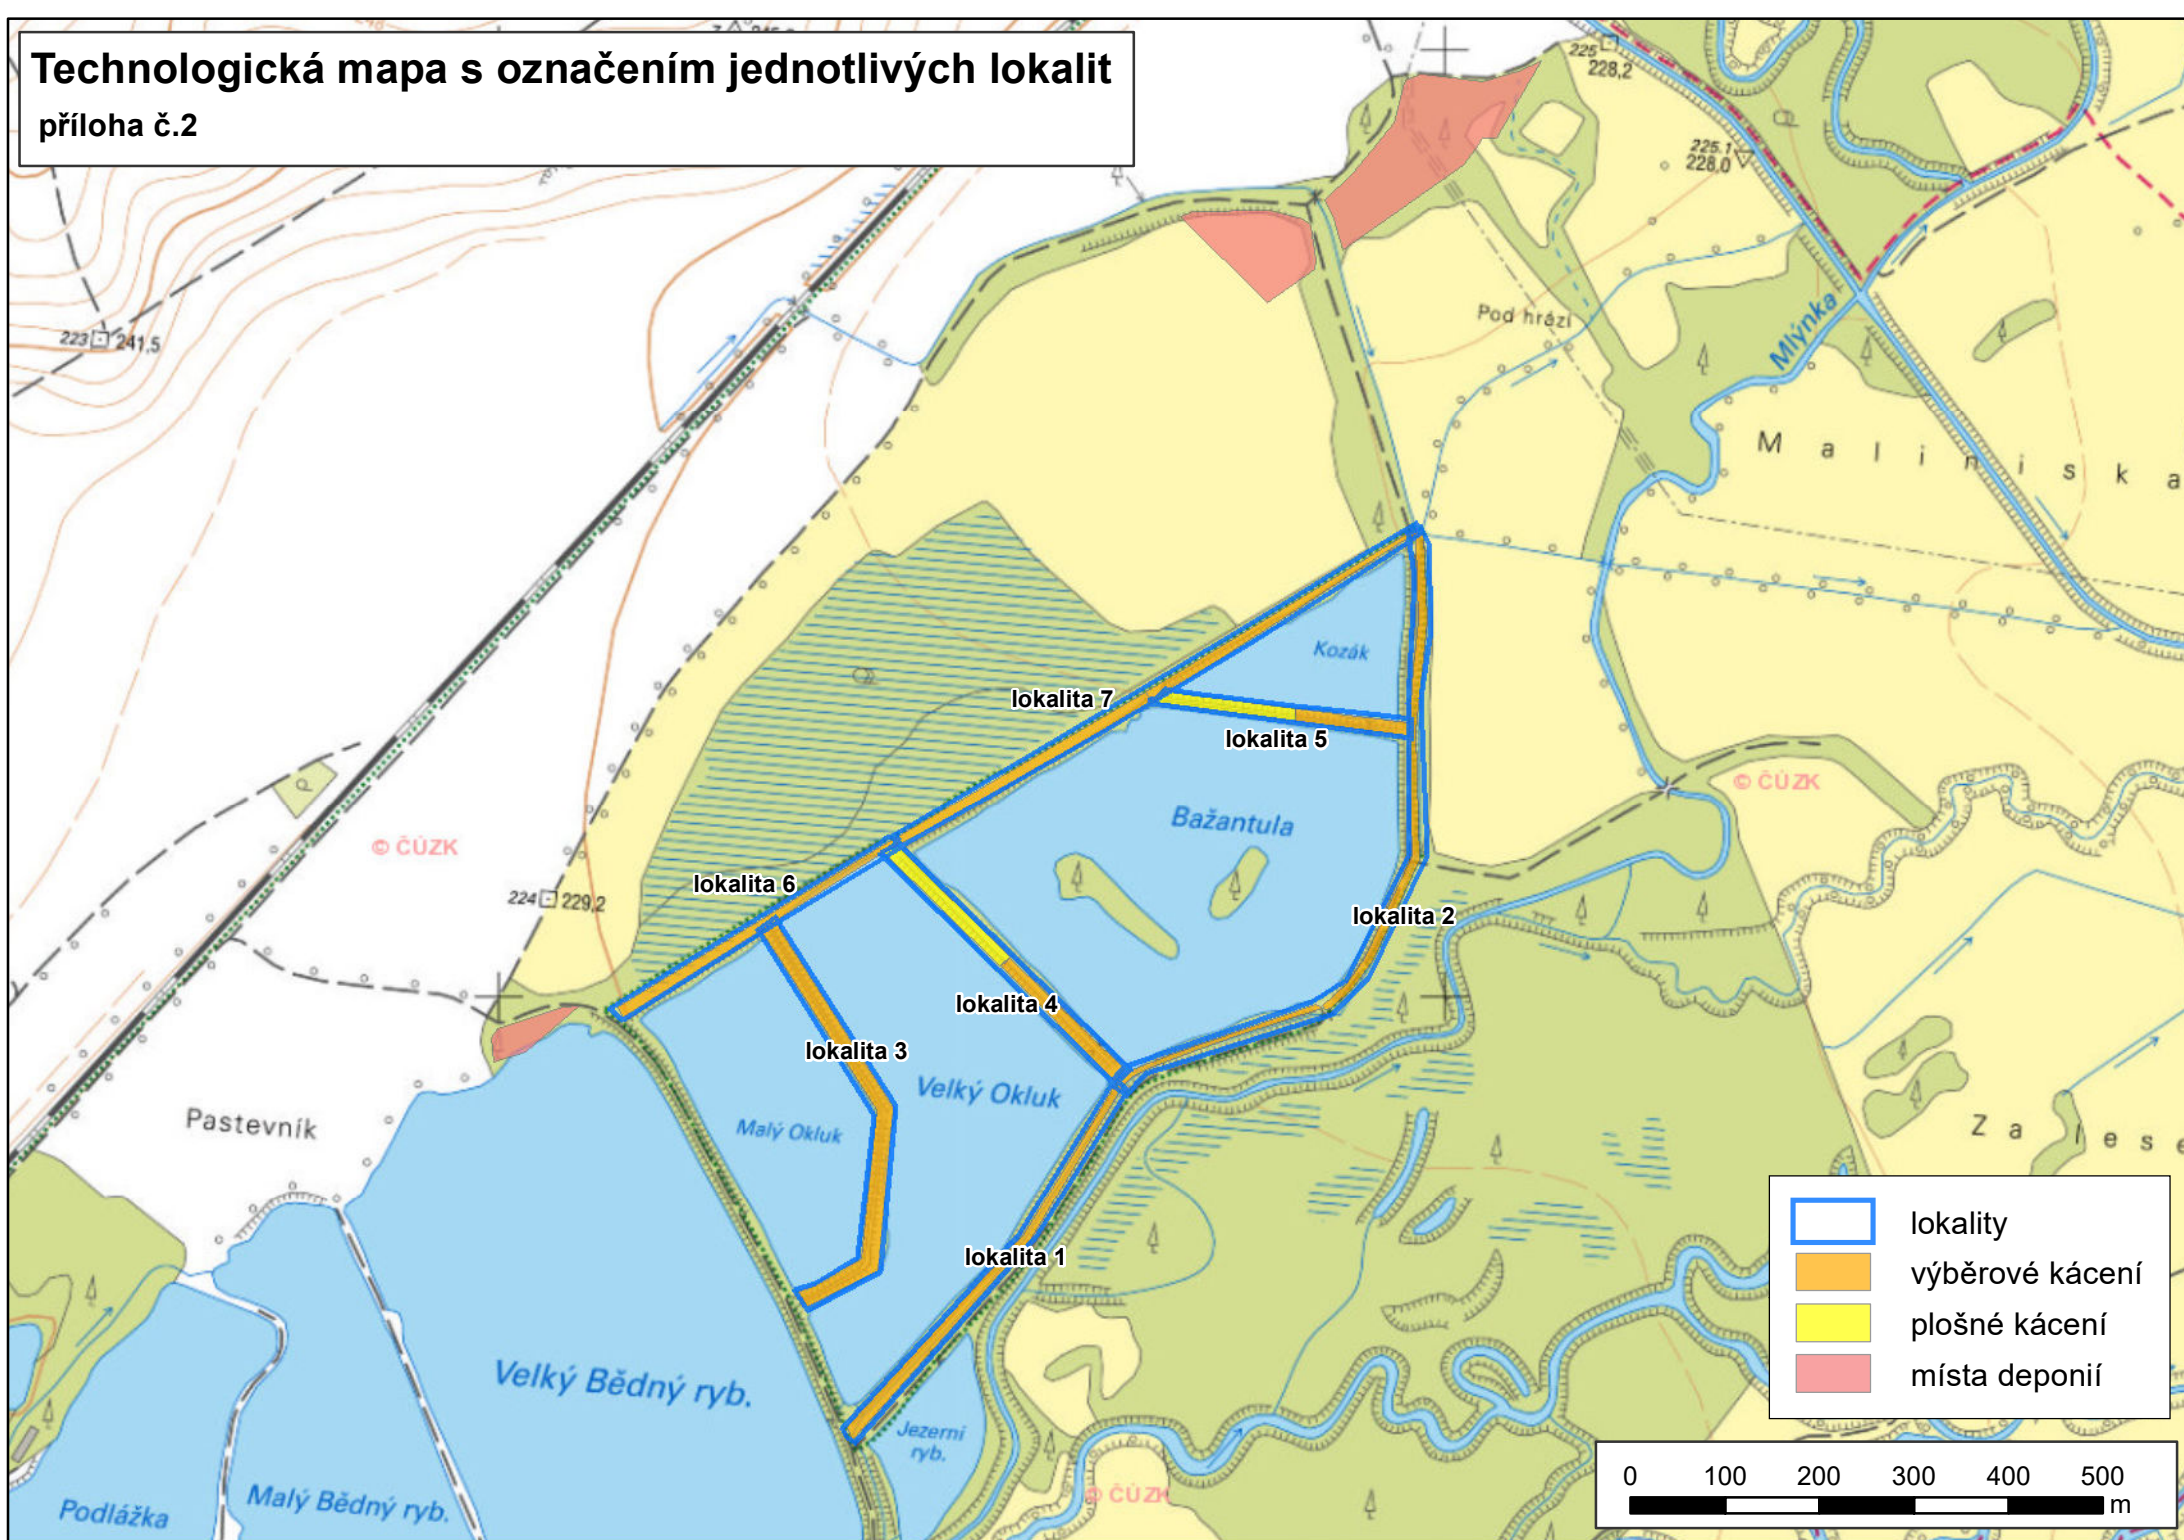 Technologická mapa s označením jednotlivých lokalit
příloha č.2
225
228,2
225.1
228,0
223
241,5
Pod hrází
Mlýnka
Maliniska
Kozák
lokalita 7
lokalita 5
© ČÚZK
Bažantula
© ČÚZK
lokalita 6
224
229,2
lokalita 2
lokalita 4
lokalita 3
Velký Okluk
Pastevník
Malý Okluk
Zalese
lokalita 1
lokality
výběrové kácení
plošné kácení
místa deponií
Velký Bědný ryb.
Jezerní
ryb.
Malý Bědný ryb.
Podlážka
© ČÚZK
0 100 200 300 400 500
m